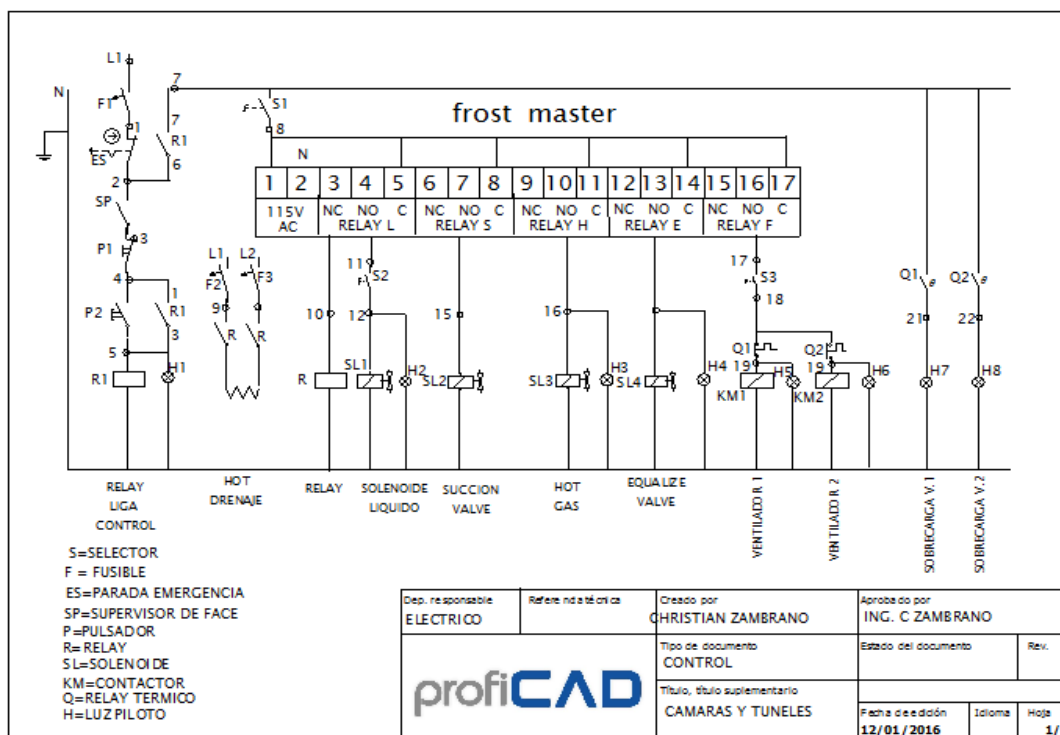 L1
N
7
F1
S1
frost master
1
7
8
R1
N
ES
6
2
1 2 3 4 5 6 7 8 9 10 11 12 13 14 15 16 17
SP
115V AC
NC NO C RELAY L
NC NO C RELAY S
NC NO C RELAY H
NC NO C RELAY E
NC NO C RELAY F
3
P1
L1 L2
11
17
4
F2 F3
S2
S3
Q1 Q2
1
9
18
P2
R1
10
12
15
16
21
22
3
R R
5
Q1 Q2
H1
SL1
H2
H3
H4
19
H5
19
H6
H7
H8
R1
R
SL2
SL3
SL4
KM1
KM2
RELAY
LIGA
CONTROL
HOT
DRENAJE
RELAY
SOLENOIDE
LIQUIDO
SUCCION
VALVE
HOT
GAS
EQUALIZE
VALVE
VENTILADOR 1
VENTILADOR 2
SOBRECARGA V.1
SOBRECARGA V.2
S=SELECTOR
F = FUSIBLE
ES=PARADA EMERGENCIA
SP=SUPERVISOR DE FACE
P=PULSADOR
R= RELAY
SL=SOLENOIDE
KM=CONTACTOR
Q=RELAY TERMICO
H=LUZ PILOTO
Dep. responsable
ELECTRICO
Referencia técnica
Creado por
CHRISTIAN ZAMBRANO
Aprobado por
ING. C ZAMBRANO
profiCAD
Tipo de documento
CONTROL
Estado del documento
Rev.
Título, título suplementario
CAMARAS Y TUNELES
Fecha de edición
12/01/2016
Idioma
Hoja
1/